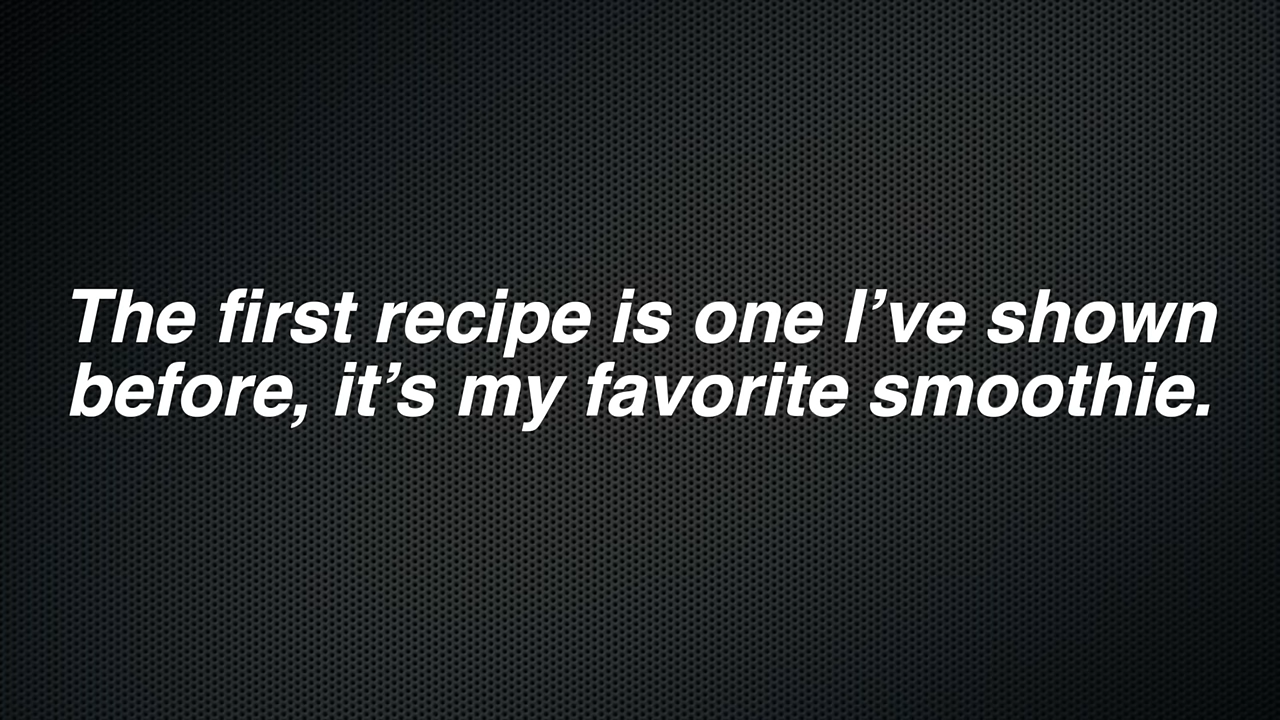 The first recipe is one I’ve shown
before, it’s my favorite smoothie.